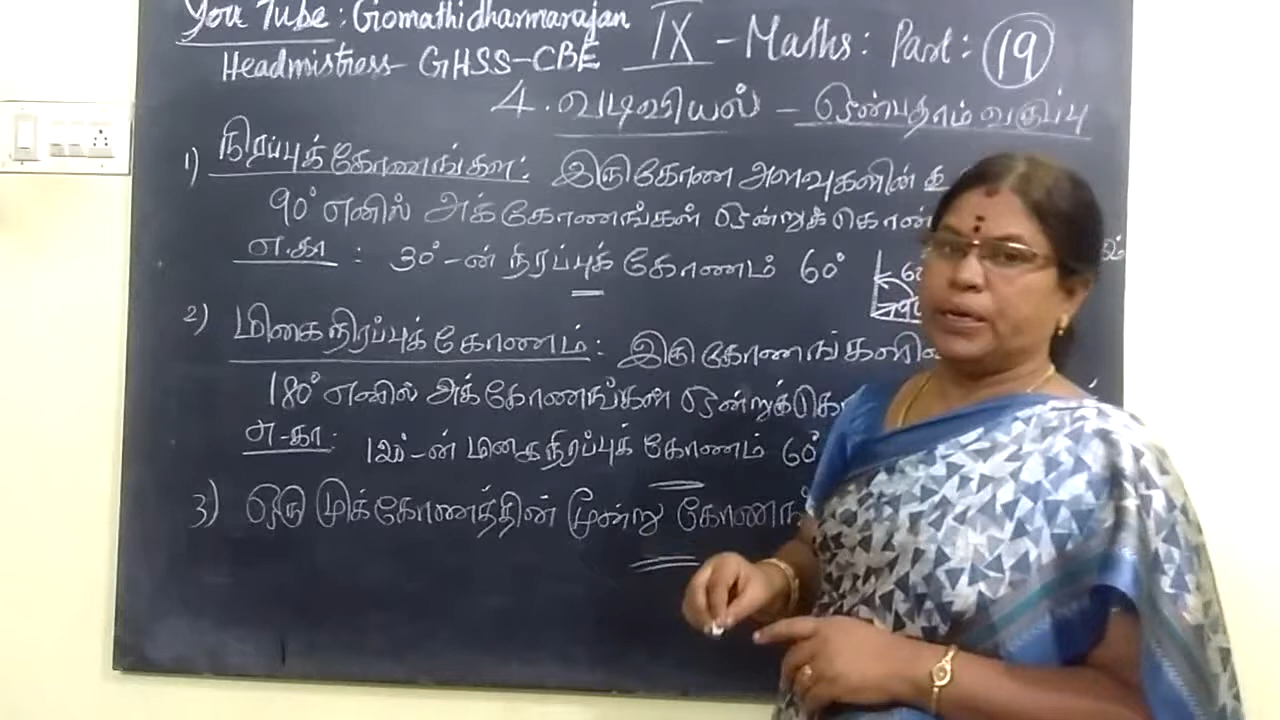 You Tube : Gomathidharmarajan
Headmistress - GHSS-CBE
IX - Maths : Part : 19
4. வடிவியல் - ஒன்பதாம் வகுப்பு
1) நிரப்புக் கோணங்கள் : இரு கோண அளவுகளின்
90° எனில் அக்கோணங்கள் ஒன்றுக்கொன்
எ.கா : 30°-ன் நிரப்புக் கோணம் 60°
2) மிகைநிரப்புக் கோணம் : இரு கோணங்களின்
180° எனில் அக்கோணங்கள் ஒன்றுக்கொ
எ.கா : 120°-ன் மிகைநிரப்புக் கோணம் 60°
3) ஒரு முக்கோணத்தின் மூன்று கோணங்